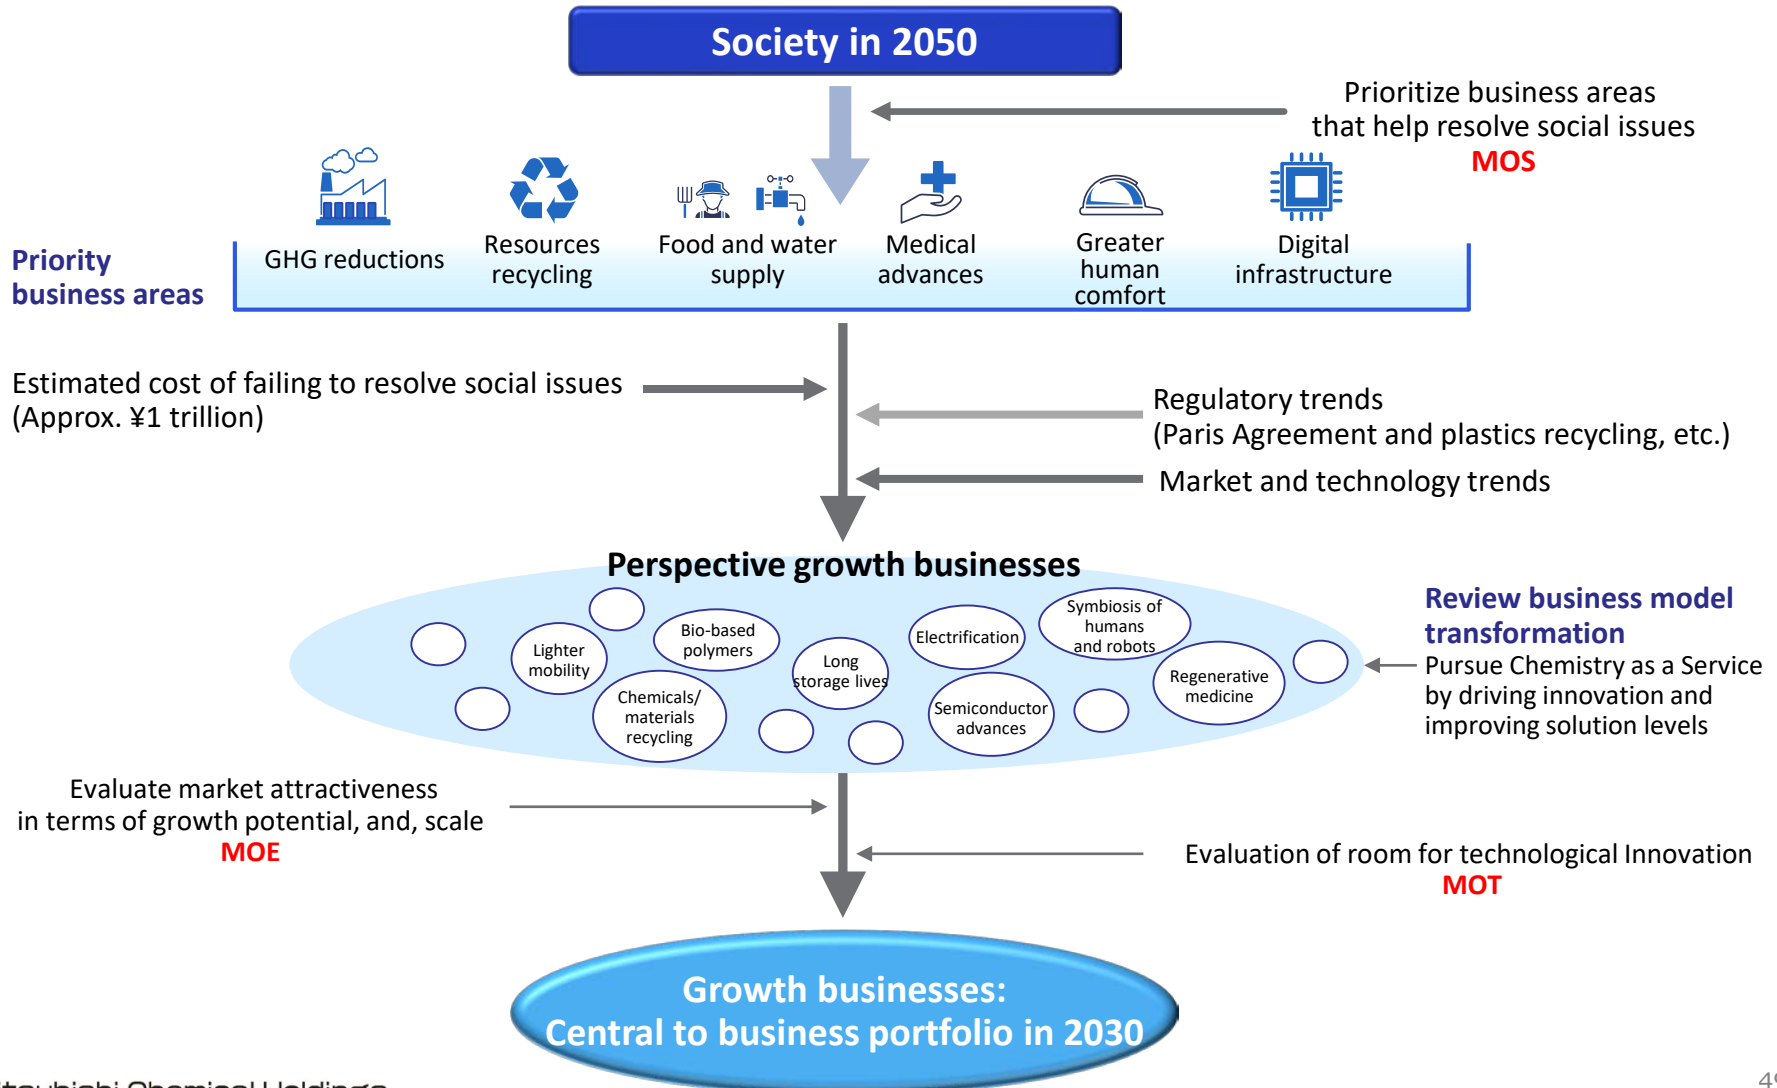 Society in 2050
Prioritize business areas
that help resolve social issues
MOS
Priority
business areas
GHG reductions
Resources
recycling
Food and water
supply
Medical
advances
Greater
human
comfort
Digital
infrastructure
Estimated cost of failing to resolve social issues
(Approx. ¥1 trillion)
Regulatory trends
(Paris Agreement and plastics recycling, etc.)
Market and technology trends
Perspective growth businesses
Lighter
mobility
Bio-based
polymers
Chemicals/
materials
recycling
Long
storage lives
Electrification
Semiconductor
advances
Symbiosis of
humans
and robots
Regenerative
medicine
Review business model
transformation
Pursue Chemistry as a Service
by driving innovation and
improving solution levels
Evaluate market attractiveness
in terms of growth potential, and, scale
MOE
Evaluation of room for technological Innovation
MOT
Growth businesses:
Central to business portfolio in 2030
Chemical Holdings